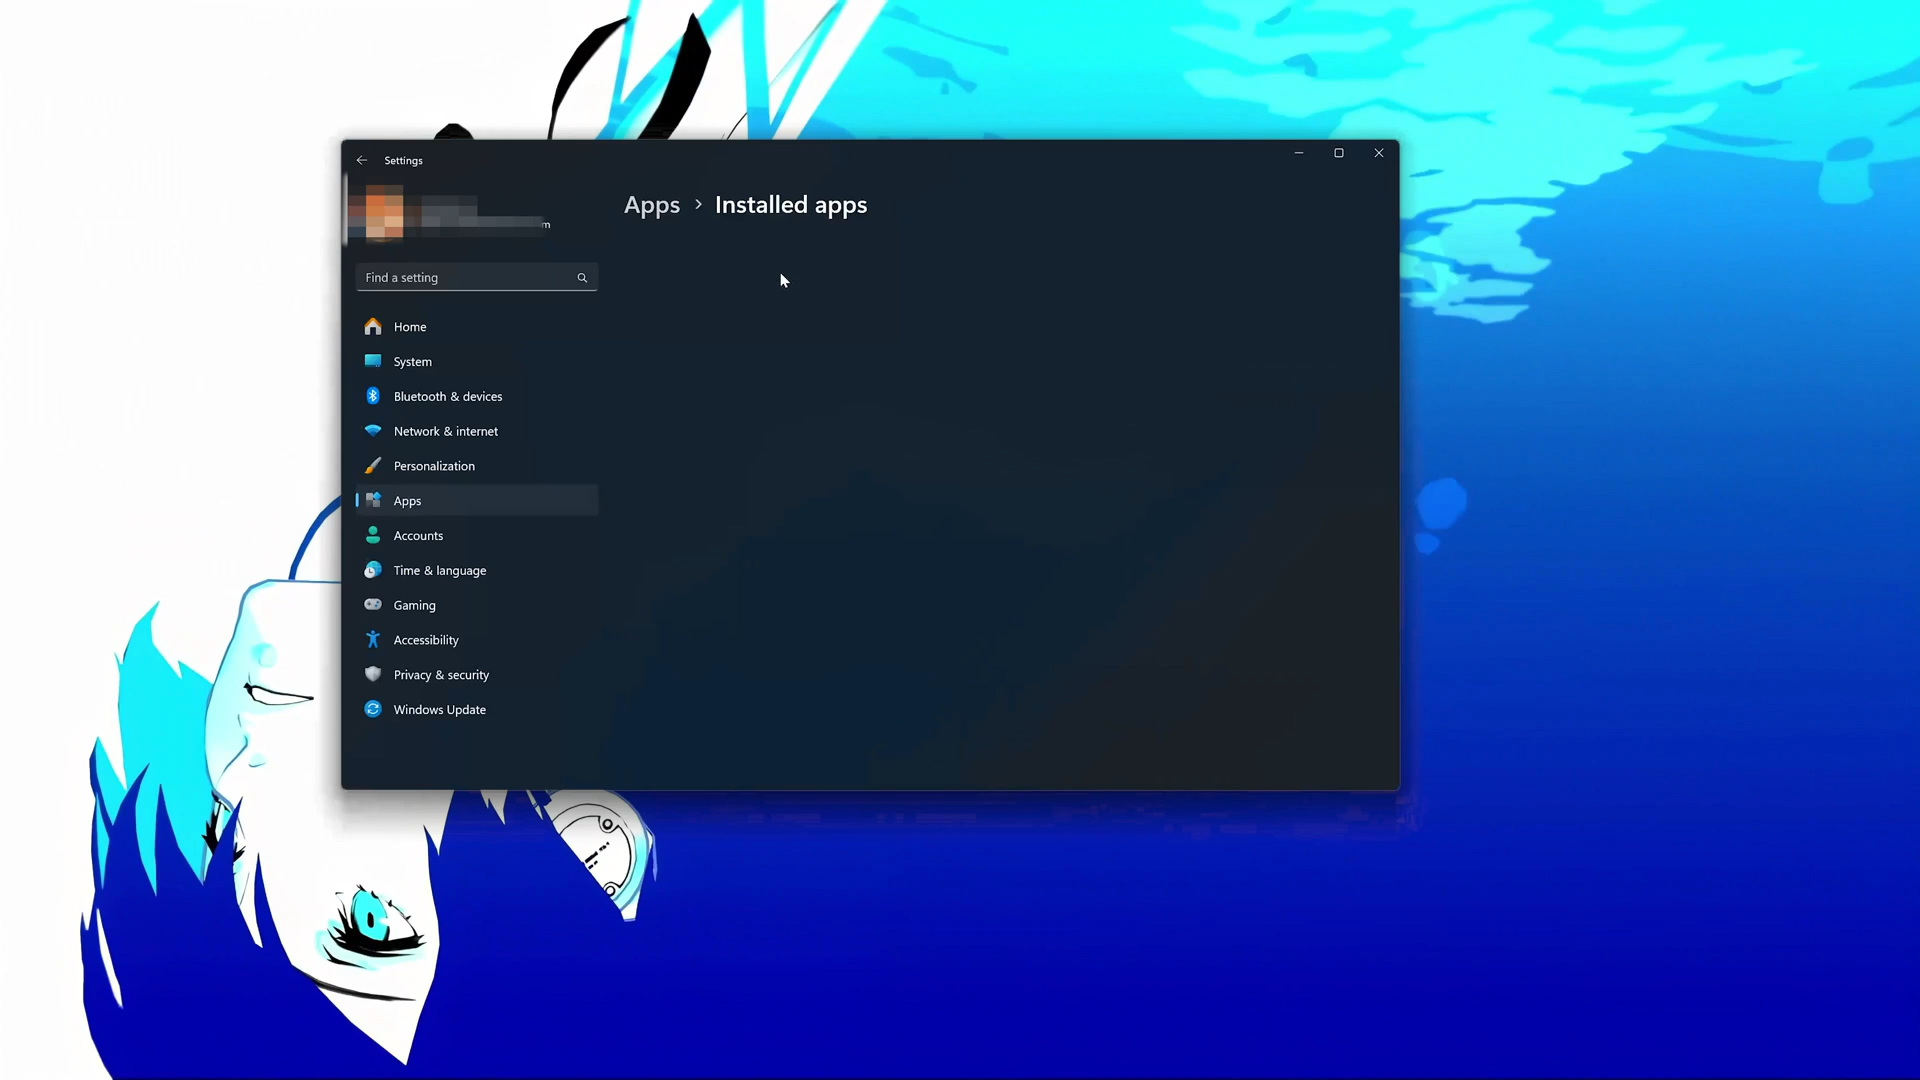 Settings
Apps > Installed apps
m
Find a setting
Home
System
Bluetooth & devices
Network & internet
Personalization
Apps
Accounts
Time & language
Gaming
Accessibility
Privacy & security
Windows Update